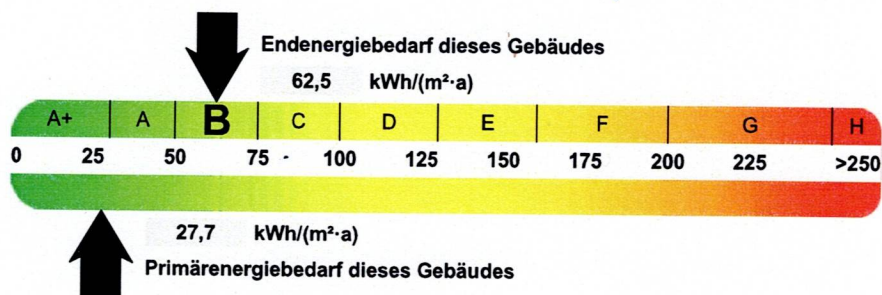 Endenergiebedarf dieses Gebäudes
62,5 kWh/(m²·a)
A+ A B C D E F G H
0 25 50 75 100 125 150 175 200 225 >250
27,7 kWh/(m²·a)
Primärenergiebedarf dieses Gebäudes